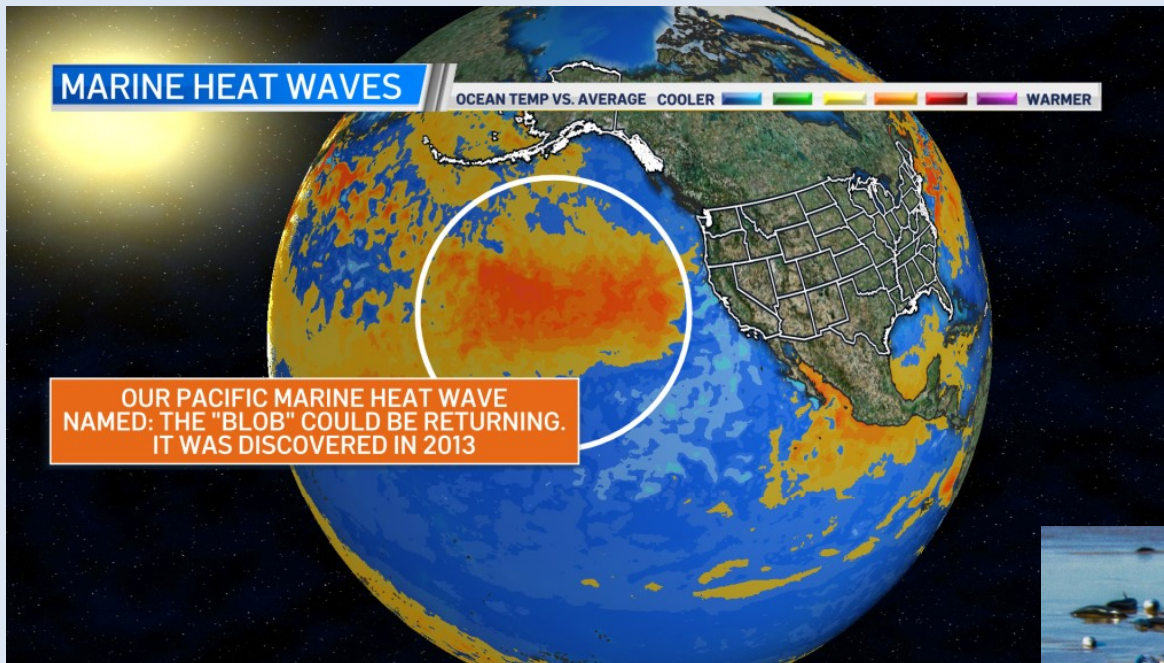 MARINE HEAT WAVES
OCEAN TEMP VS. AVERAGE COOLER WARMER
OUR PACIFIC MARINE HEAT WAVE
NAMED: THE "BLOB" COULD BE RETURNING.
IT WAS DISCOVERED IN 2013